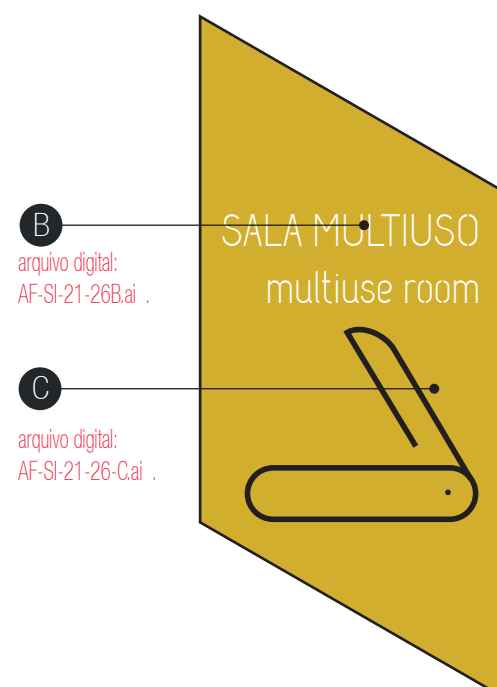 B
SALA MULTIUSO
arquivo digital:
AF-SI-21-26B.ai .
multiuse room
C
arquivo digital:
AF-SI-21-26-C.ai .